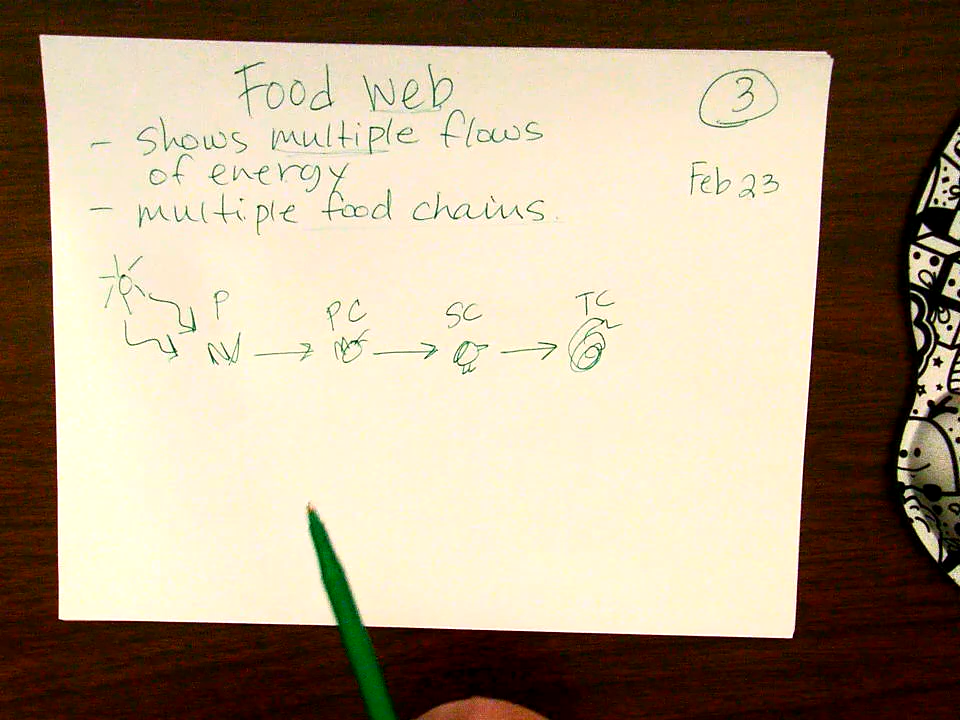 Food web
3
- shows multiple flows
of energy
Feb 23
- multiple food chains.
P PC SC TC